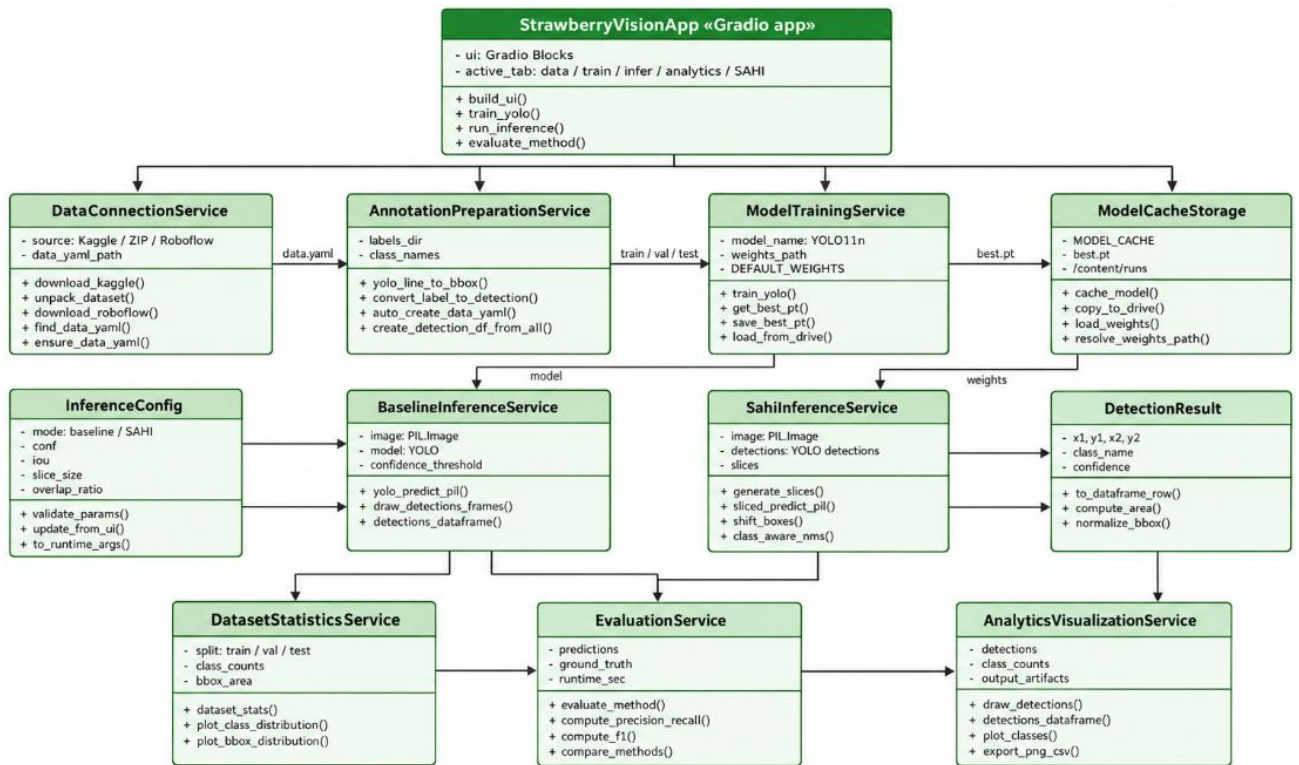 StrawberryVisionApp «Gradio app»
- ui: Gradio Blocks
- active_tab: data / train / infer / analytics / SAHI
+ build_ui()
+ train_yolo()
+ run_inference()
+ evaluate_method()
DataConnectionService
- source: Kaggle / ZIP / Roboflow
- data_yaml_path
+ download_kaggle()
+ unpack_dataset()
+ download_roboflow()
+ find_data_yaml()
+ ensure_data_yaml()
data.yaml
AnnotationPreparationService
- labels_dir
- class_names
+ yolo_line_to_bbox()
+ convert_label_to_detection()
+ auto_create_data_yaml()
+ create_detection_df_from_all()
train / val / test
ModelTrainingService
- model_name: YOLO11n
- weights_path
- DEFAULT_WEIGHTS
+ train_yolo()
+ get_best_pt()
+ save_best_pt()
+ load_from_drive()
best.pt
ModelCacheStorage
- MODEL_CACHE
- best.pt
- /content/runs
+ cache_model()
+ copy_to_drive()
+ load_weights()
+ resolve_weights_path()
model
weights
InferenceConfig
- mode: baseline / SAHI
- conf
- iou
- slice_size
- overlap_ratio
+ validate_params()
+ update_from_ui()
+ to_runtime_args()
BaselineInferenceService
- image: PIL.Image
- model: YOLO
- confidence_threshold
+ yolo_predict_pil()
+ draw_detections_frames()
+ detections_dataframe()
SahiInferenceService
- image: PIL.Image
- detections: YOLO detections
- slices
+ generate_slices()
+ sliced_predict_pil()
+ shift_boxes()
+ class_aware_nms()
DetectionResult
- x1, y1, x2, y2
- class_name
- confidence
+ to_dataframe_row()
+ compute_area()
+ normalize_bbox()
DatasetStatisticsService
- split: train / val / test
- class_counts
- bbox_area
+ dataset_stats()
+ plot_class_distribution()
+ plot_bbox_distribution()
EvaluationService
- predictions
- ground_truth
- runtime_sec
+ evaluate_method()
+ compute_precision_recall()
+ compute_f1()
+ compare_methods()
AnalyticsVisualizationService
- detections
- class_counts
- output_artifacts
+ draw_detections()
+ detections_dataframe()
+ plot_classes()
+ export_png_csv()